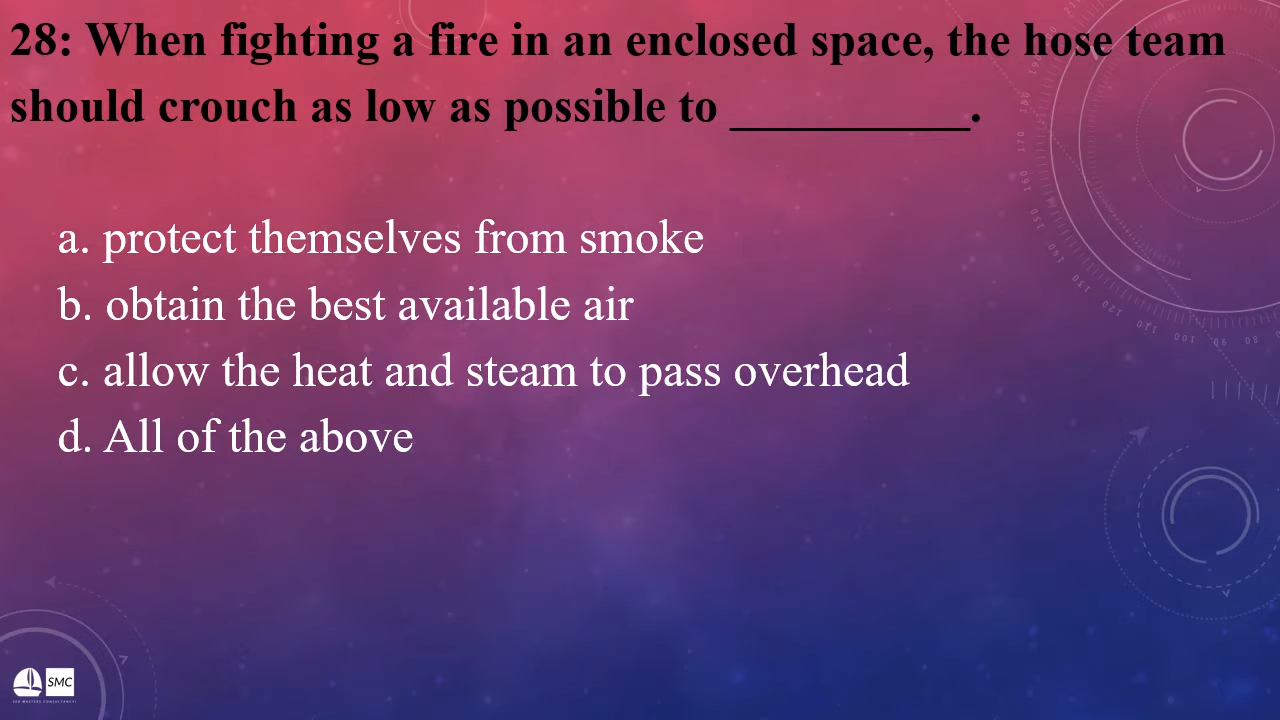 28: When fighting a fire in an enclosed space, the hose team
should crouch as low as possible to __________.
a. protect themselves from smoke
b. obtain the best available air
c. allow the heat and steam to pass overhead
d. All of the above
SMC